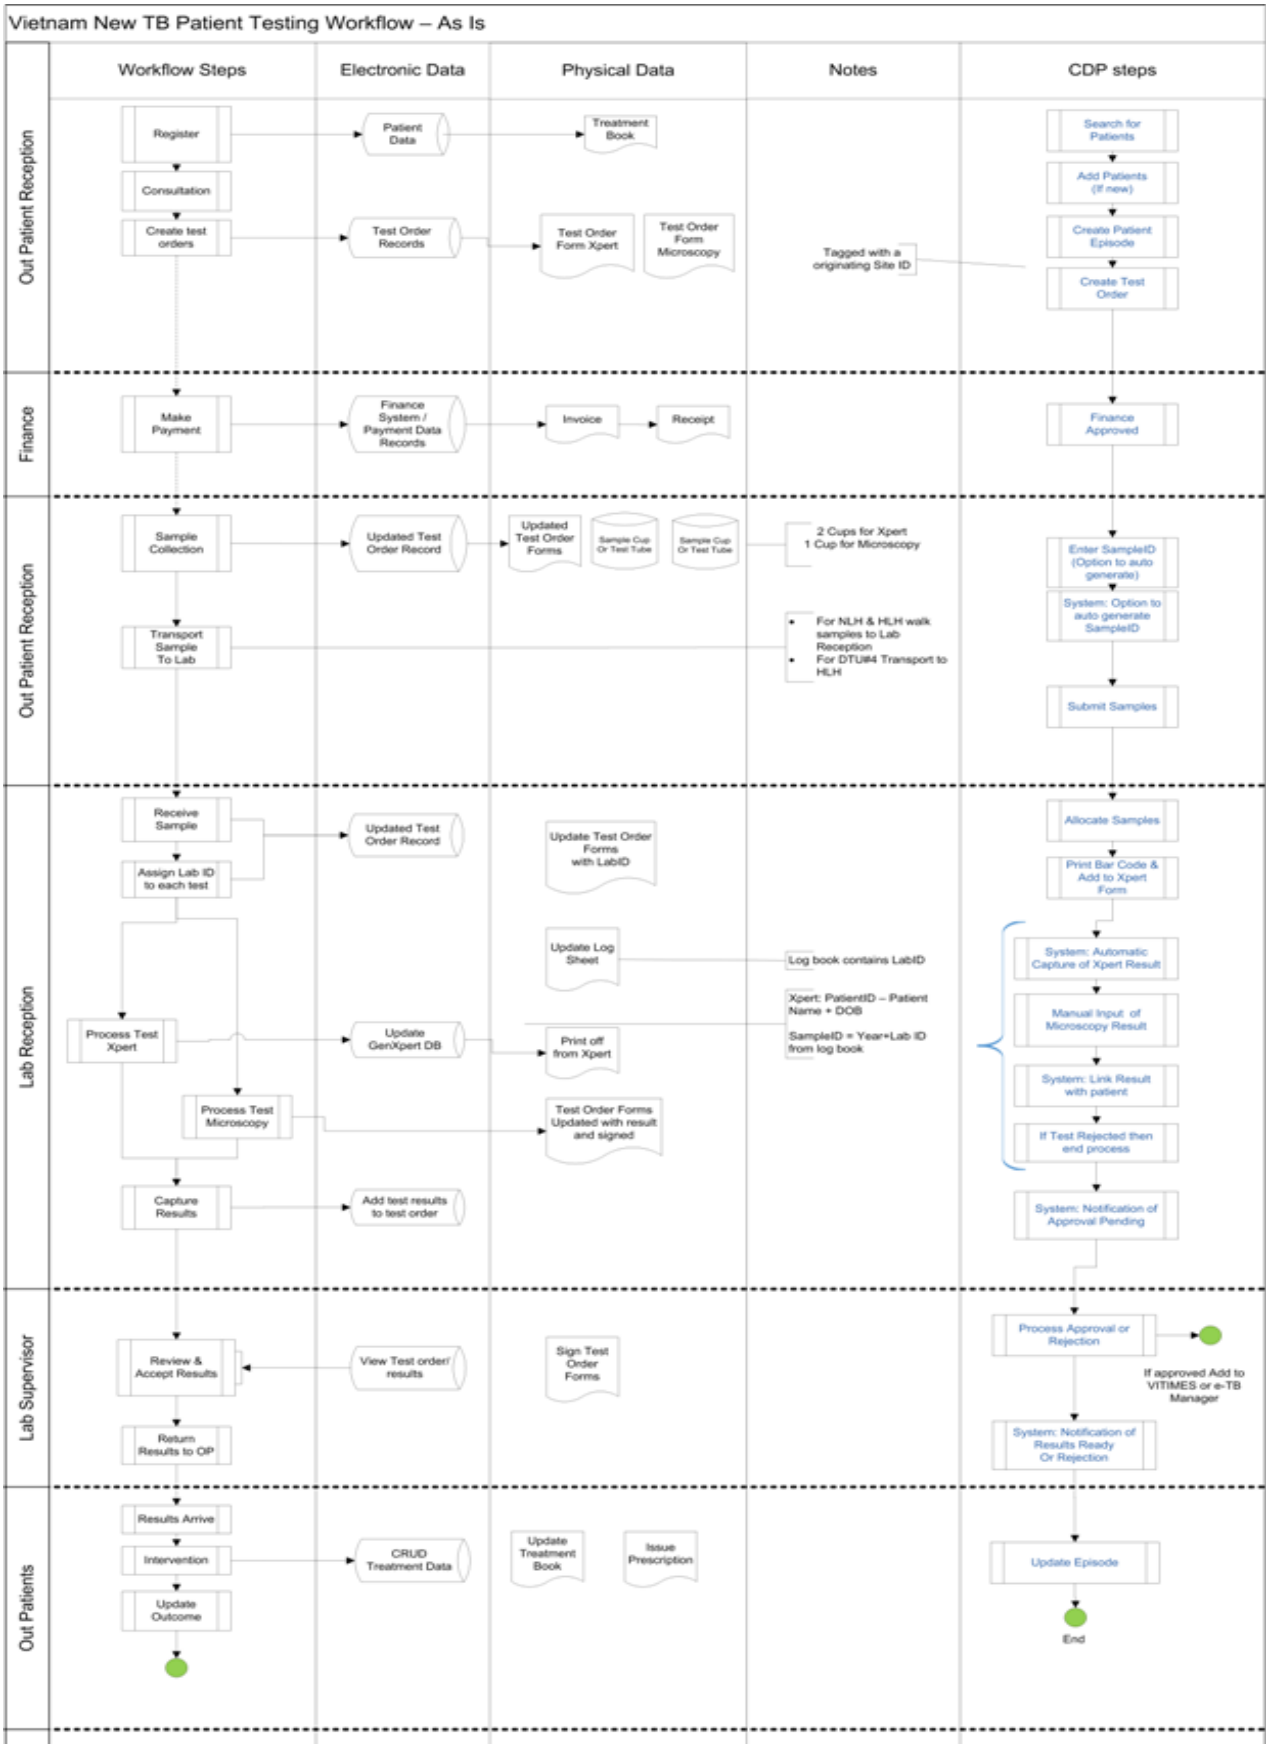 Vietnam New TB Patient Testing Workflow – As Is
Workflow Steps
Electronic Data
Physical Data
Notes
CDP steps
Out Patient Reception
Register
Patient
Data
Treatment
Book
Search for
Patients
Consultation
Add Patients
(If new)
Create test
orders
Test Order
Records
Test Order
Form Xpert
Test Order
Form
Microscopy
Tagged with a
originating Site ID
Create Patient
Episode
Create Test
Order
Finance
Make
Payment
Finance
System /
Payment Data
Records
Invoice
Receipt
Finance
Approved
Out Patient Reception
Sample
Collection
Updated Test
Order Record
Updated
Test Order
Forms
Sample Cup
Or Test Tube
Sample Cup
Or Test Tube
2 Cups for Xpert
1 Cup for Microscopy
Enter SampleID
(Option to auto
generate)
System: Option to
auto generate
SampleID
Transport
Sample
To Lab
• For NLH & HLH walk
samples to Lab
Reception
• For DTU#4 Transport to
HLH
Submit Samples
Lab Reception
Receive
Sample
Updated Test
Order Record
Update Test Order
Forms
with LabID
Allocate Samples
Assign Lab ID
to each test
Print Bar Code &
Add to Xpert
Form
Update Log
Sheet
Log book contains LabID
System: Automatic
Capture of Xpert Result
Xpert: PatientID – Patient
Name + DOB
SampleID = Year+Lab ID
from log book
Manual Input of
Microscopy Result
Process Test
Xpert
Update
GenXpert DB
Print off
from Xpert
System: Link Result
with patient
Process Test
Microscopy
Test Order Forms
Updated with result
and signed
If Test Rejected then
end process
Capture
Results
Add test results
to test order
System: Notification of
Approval Pending
Lab Supervisor
Review &
Accept Results
View Test order/
results
Sign Test
Order
Forms
Process Approval or
Rejection
If approved Add to
VITIMES or e-TB
Manager
Return
Results to OP
System: Notification of
Results Ready
Or Rejection
Out Patients
Results Arrive
Intervention
CRUD
Treatment Data
Update
Treatment
Book
Issue
Prescription
Update Episode
Update
Outcome
End